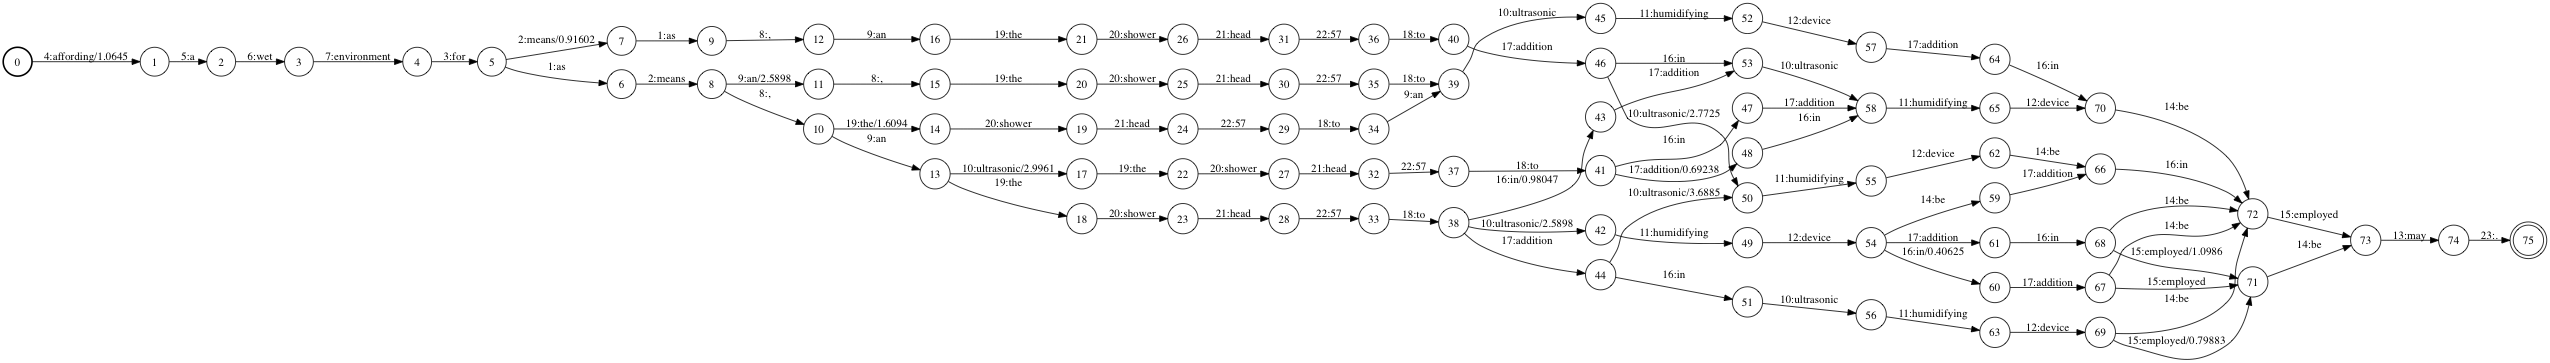 0 4:affording/1.0645 1 5:a 2 6:wet 3 7:environment 4 3:for 5
2:means/0.91602 7 1:as 9 8:, 12 9:an 16 19:the 21 20:shower 26 21:head 31 22:57 36 18:to 40
1:as 6 2:means 8 9:an/2.5898 11 8:, 15 19:the 20 20:shower 25 21:head 30 22:57 35 18:to 39
8:, 10 19:the/1.6094 14 20:shower 19 21:head 24 22:57 29 18:to 34 9:an
9:an 13 10:ultrasonic/2.9961 17 19:the 22 20:shower 27 21:head 32 22:57 37 18:to 41
19:the 18 20:shower 23 21:head 28 22:57 33 18:to 38
10:ultrasonic 45 11:humidifying 52 12:device 57 17:addition 64 16:in 70 14:be
17:addition 46 16:in 53 10:ultrasonic 58 11:humidifying 65 12:device
10:ultrasonic/2.7725
16:in/0.98047 43 17:addition
16:in 47 17:addition
17:addition/0.69238 48 16:in
10:ultrasonic/2.5898 42 11:humidifying 49 12:device 54
17:addition 44 10:ultrasonic/3.6885 50 11:humidifying 55 12:device 62 14:be 66 16:in 72
14:be 59 17:addition
17:addition 61 16:in 68 14:be
15:employed/1.0986
16:in/0.40625 60 17:addition 67 14:be
15:employed 71 14:be
16:in 51 10:ultrasonic 56 11:humidifying 63 12:device 69 14:be
15:employed/0.79883
15:employed 73 13:may 74 23:. 75